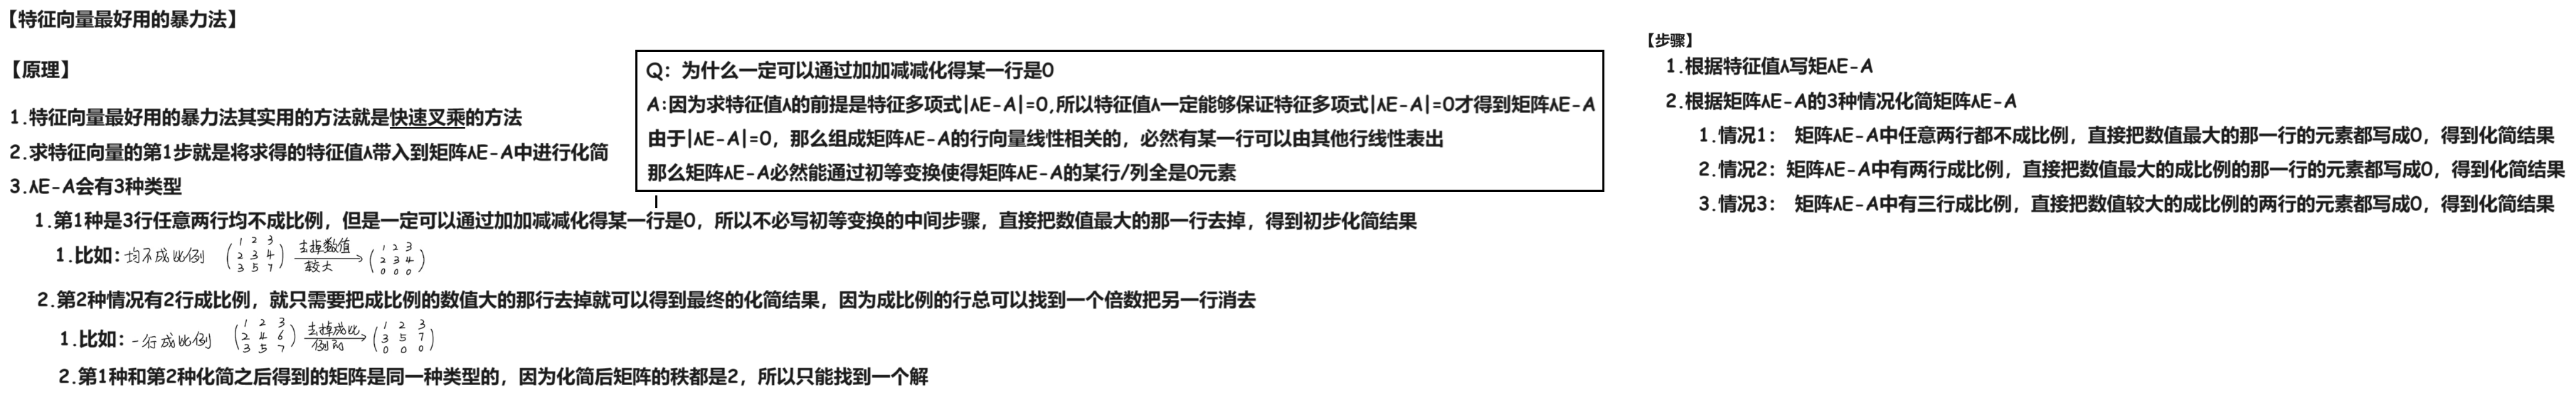 【特征向量最好用的暴力法】
【原理】
1.特征向量最好用的暴力法其实用的方法就是快速叉乘的方法
2.求特征向量的第1步就是将求得的特征值λ带入到矩阵λE-A中进行化简
3.λE-A会有3种类型
Q：为什么一定可以通过加加减减化得某一行是0
A:因为求特征值λ的前提是特征多项式|λE-A|=0,所以特征值λ一定能够保证特征多项式|λE-A|=0才得到矩阵λE-A
由于|λE-A|=0，那么组成矩阵λE-A的行向量线性相关的，必然有某一行可以由其他行线性表出
那么矩阵λE-A必然能通过初等变换使得矩阵λE-A的某行/列全是0元素
1.第1种是3行任意两行均不成比例，但是一定可以通过加加减减化得某一行是0，所以不必写初等变换的中间步骤，直接把数值最大的那一行去掉，得到初步化简结果
1.比如：均不成比例
1 2 3 去掉数值 1 2 3
2 3 4 较大 2 3 4
3 5 7 0 0 0
2.第2种情况有2行成比例，就只需要把成比例的数值大的那行去掉就可以得到最终的化简结果，因为成比例的行总可以找到一个倍数把另一行消去
1.比如：一行成比例
1 2 3 去掉成比 1 2 3
2 4 6 例的 3 5 7
3 5 7 0 0 0
2.第1种和第2种化简之后得到的矩阵是同一种类型的，因为化简后矩阵的秩都是2，所以只能找到一个解
【步骤】
1.根据特征值λ写矩λE-A
2.根据矩阵λE-A的3种情况化简矩阵λE-A
1.情况1： 矩阵λE-A中任意两行都不成比例，直接把数值最大的那一行的元素都写成0，得到化简结果
2.情况2：矩阵λE-A中有两行成比例，直接把数值最大的成比例的那一行的元素都写成0，得到化简结果
3.情况3： 矩阵λE-A中有三行成比例，直接把数值较大的成比例的两行的元素都写成0，得到化简结果